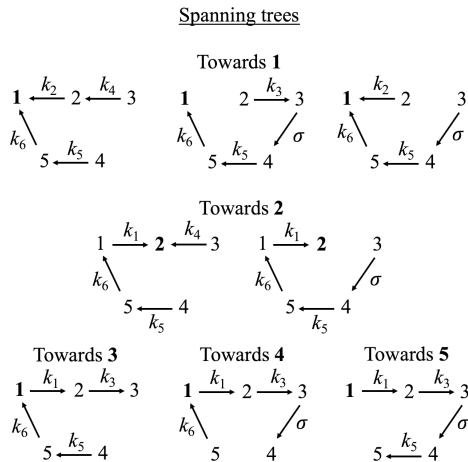 Spanning trees
Towards 1
k2 k4 k3 k2
1 2 3 1 2 3 1 2 3
k6 k5 k6 k5 σ k6 k5 σ
5 4 5 4 5 4
Towards 2
k1 k4 k1
1 2 3 1 2 3
k6 k6 σ
5 4 5 4
k5 k5
Towards 3 Towards 4 Towards 5
k1 k3 k1 k3 k1 k3
1 2 3 1 2 3 1 2 3
k6 k5 k6 σ k5 σ
5 4 5 4 5 4